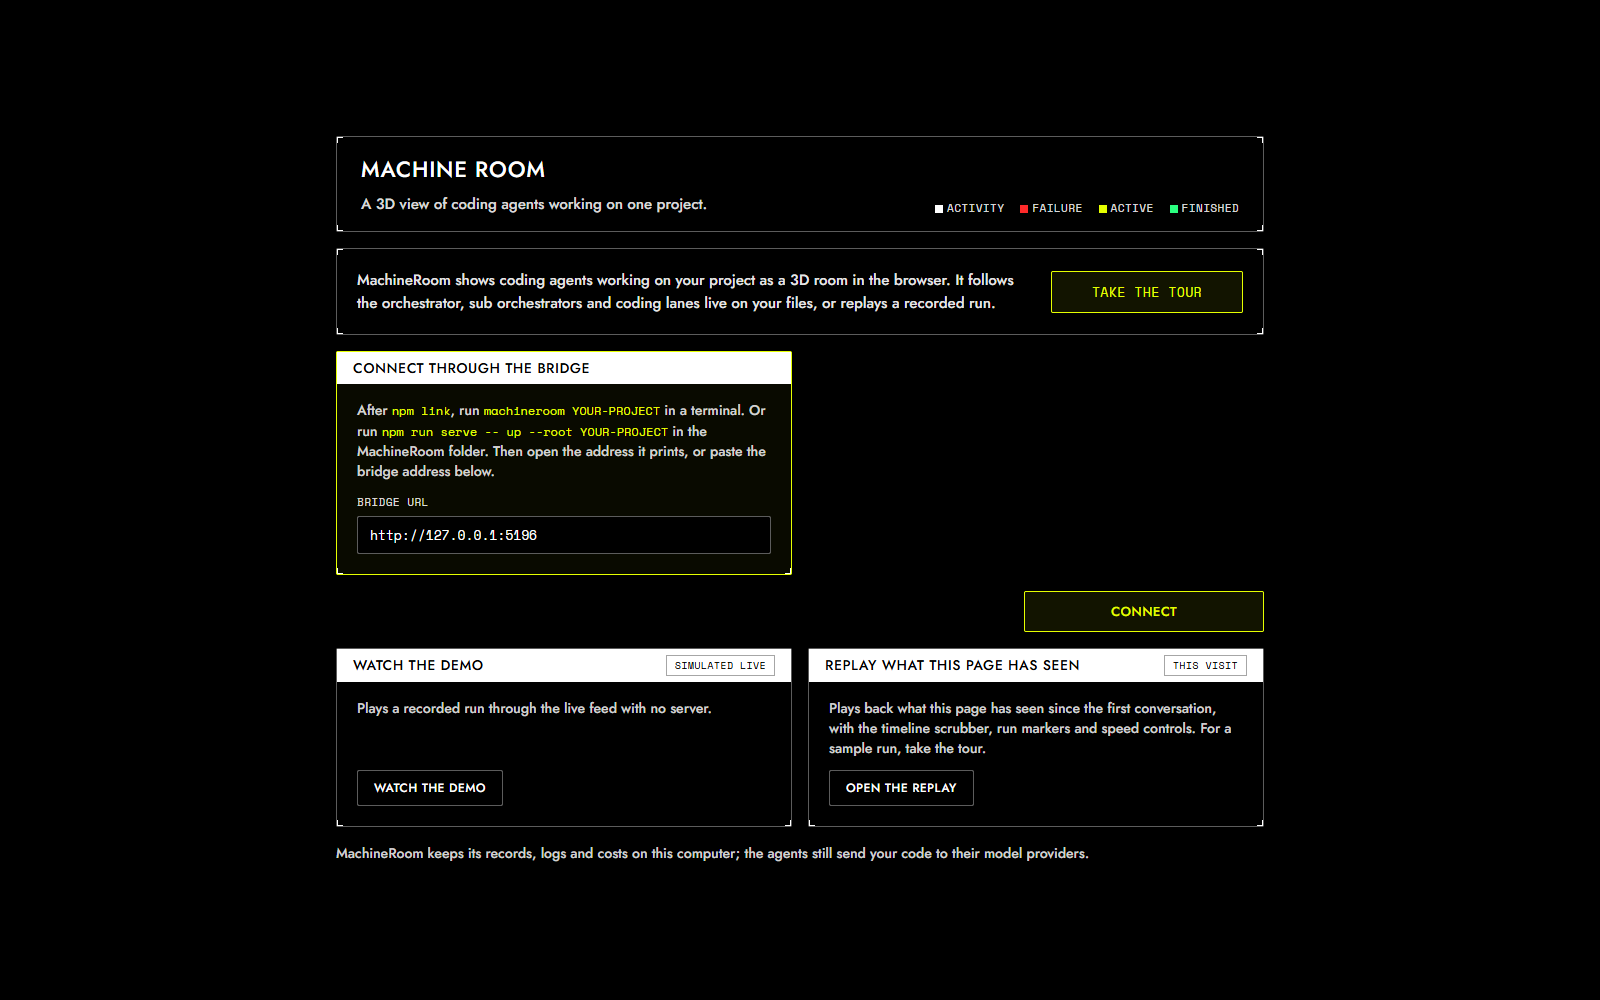 MACHINE ROOM
A 3D view of coding agents working on one project.
ACTIVITY FAILURE ACTIVE FINISHED
MachineRoom shows coding agents working on your project as a 3D room in the browser. It follows
the orchestrator, sub orchestrators and coding lanes live on your files, or replays a recorded run.
TAKE THE TOUR
CONNECT THROUGH THE BRIDGE
After npm link, run machineroom YOUR-PROJECT in a terminal. Or
run npm run serve -- up --root YOUR-PROJECT in the
MachineRoom folder. Then open the address it prints, or paste the
bridge address below.
BRIDGE URL
http://127.0.0.1:5196
CONNECT
WATCH THE DEMO SIMULATED LIVE
Plays a recorded run through the live feed with no server.
WATCH THE DEMO
REPLAY WHAT THIS PAGE HAS SEEN THIS VISIT
Plays back what this page has seen since the first conversation,
with the timeline scrubber, run markers and speed controls. For a
sample run, take the tour.
OPEN THE REPLAY
MachineRoom keeps its records, logs and costs on this computer; the agents still send your code to their model providers.